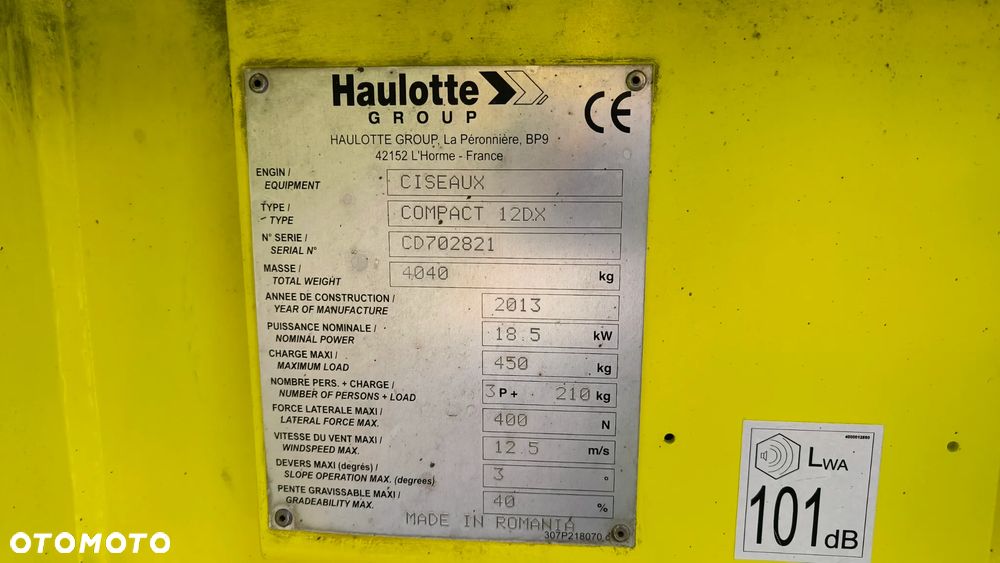 Haulotte
GROUP
CE
HAULOTTE GROUP, La Péronnière, BP9
42152 L'Horme - France
ENGIN /
EQUIPMENT
CISEAUX
TYPE /
TYPE
COMPACT 12DX
N° SERIE /
SERIAL N°
CD702821
MASSE /
TOTAL WEIGHT
4040 kg
ANNEE DE CONSTRUCTION /
YEAR OF MANUFACTURE
2013
PUISSANCE NOMINALE /
NOMINAL POWER
18.5 kW
CHARGE MAXI /
MAXIMUM LOAD
450 kg
NOMBRE PERS. + CHARGE /
NUMBER OF PERSONS + LOAD
3 P + 210 kg
FORCE LATERALE MAXI /
LATERAL FORCE MAX.
400 N
VITESSE DU VENT MAXI /
WINDSPEED MAX.
12.5 m/s
DEVERS MAXI (degrés) /
SLOPE OPERATION MAX. (degrees)
3 °
PENTE GRAVISSABLE MAXI /
GRADEABILITY MAX.
40 %
MADE IN ROMANIA
LWA
101 dB
OTOMOTO